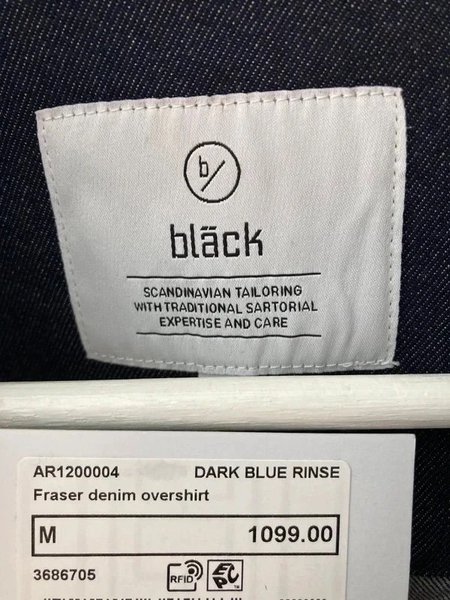 b/
bläck
SCANDINAVIAN TAILORING
WITH TRADITIONAL SARTORIAL
EXPERTISE AND CARE
AR1200004 DARK BLUE RINSE
Fraser denim overshirt
M 1099.00
3686705 RFID EPC